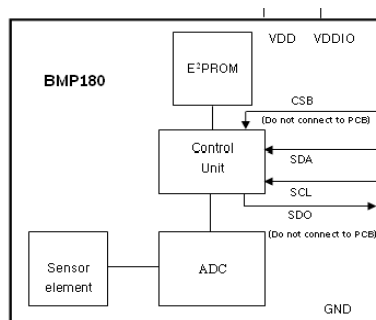 VDD VDDIO
E²PROM
BMP180
CSB
(Do not connect to PCB)
Control
Unit
SDA
SCL
SDO
(Do not connect to PCB)
Sensor
element
ADC
GND